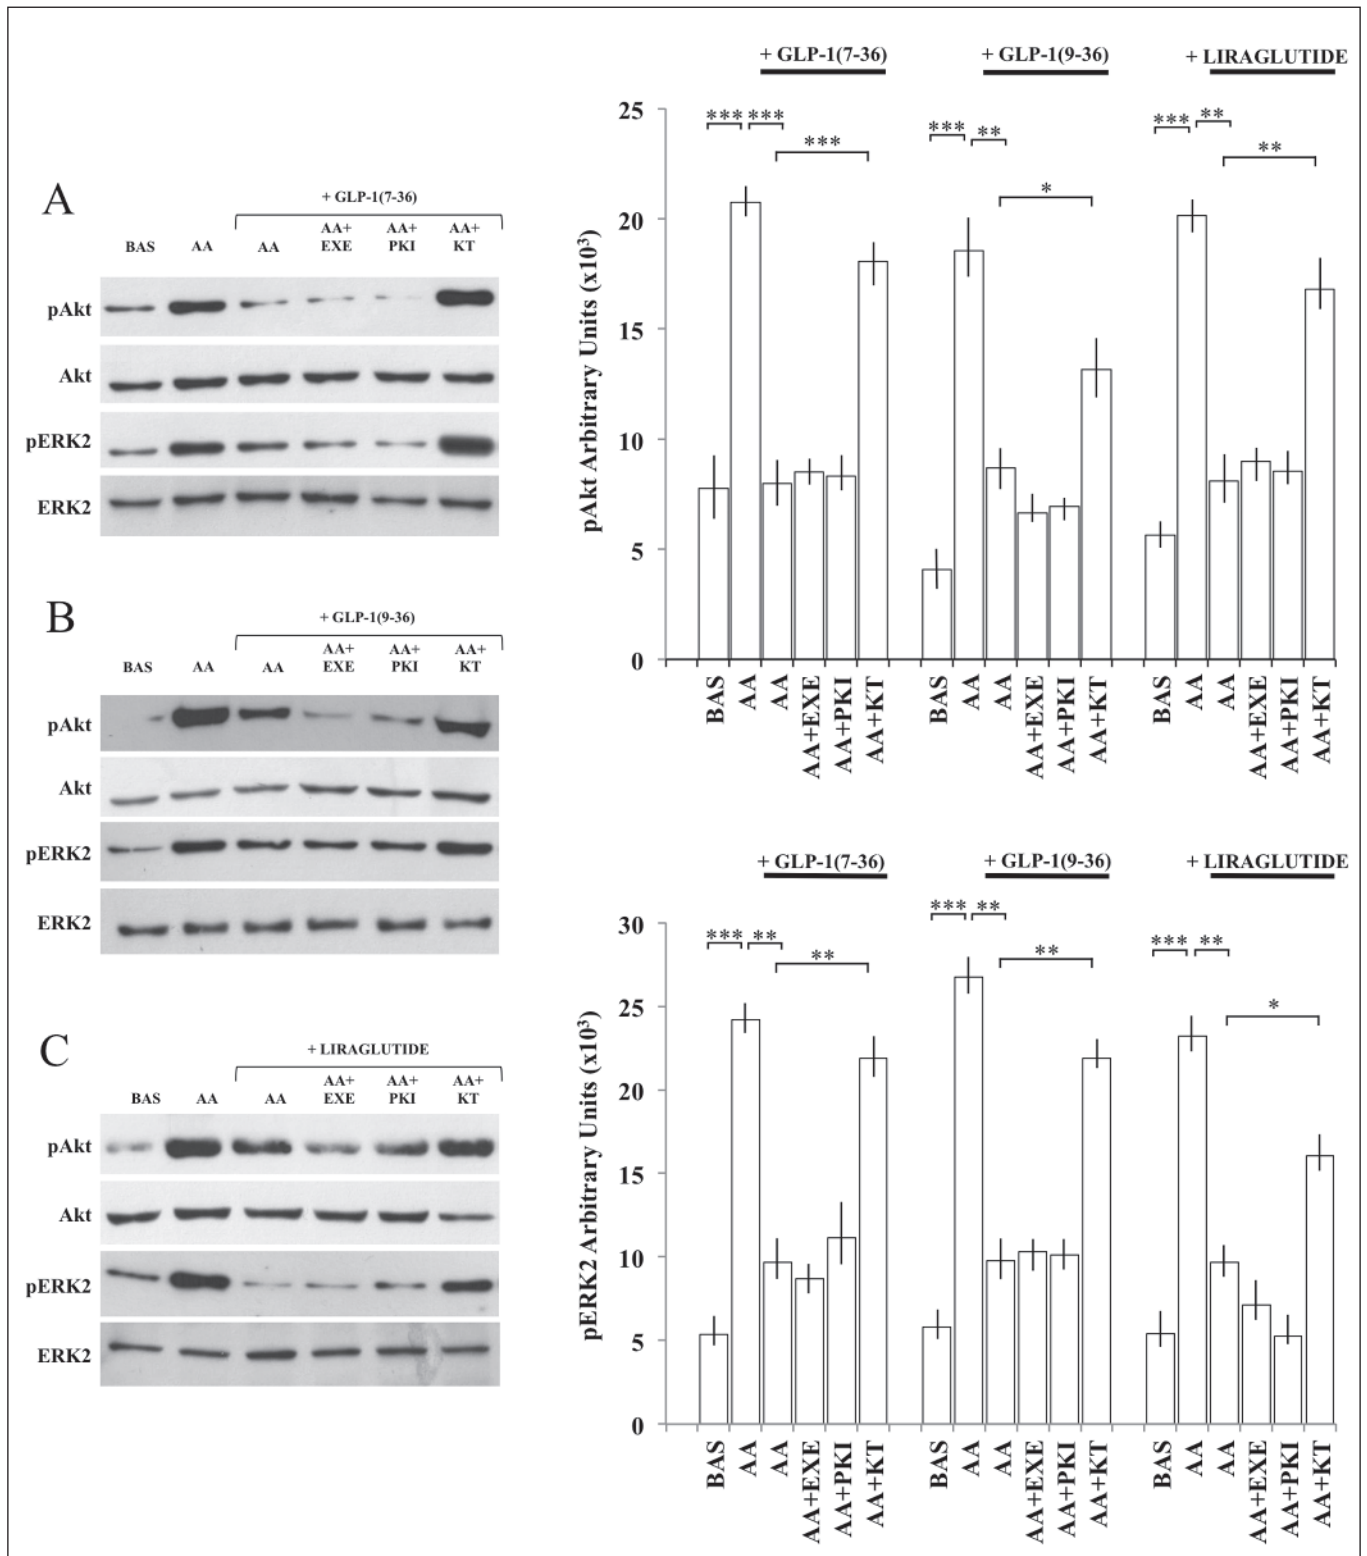 A
+ GLP-1(7-36)
BAS AA AA AA+ EXE AA+ PKI AA+ KT
pAkt
Akt
pERK2
ERK2
B
+ GLP-1(9-36)
BAS AA AA AA+ EXE AA+ PKI AA+ KT
pAkt
Akt
pERK2
ERK2
C
+ LIRAGLUTIDE
BAS AA AA AA+ EXE AA+ PKI AA+ KT
pAkt
Akt
pERK2
ERK2
+ GLP-1(7-36) + GLP-1(9-36) + LIRAGLUTIDE
*** *** *** ** *** **
*** * **
pAkt Arbitrary Units (x10³)
25
20
15
10
5
0
BAS AA AA AA+EXE AA+PKI AA+KT BAS AA AA AA+EXE AA+PKI AA+KT BAS AA AA AA+EXE AA+PKI AA+KT
+ GLP-1(7-36) + GLP-1(9-36) + LIRAGLUTIDE
*** ** *** ** *** **
** ** *
pERK2 Arbitrary Units (x10³)
30
25
20
15
10
5
0
BAS AA AA AA+EXE AA+PKI AA+KT BAS AA AA AA+EXE AA+PKI AA+KT BAS AA AA AA+EXE AA+PKI AA+KT